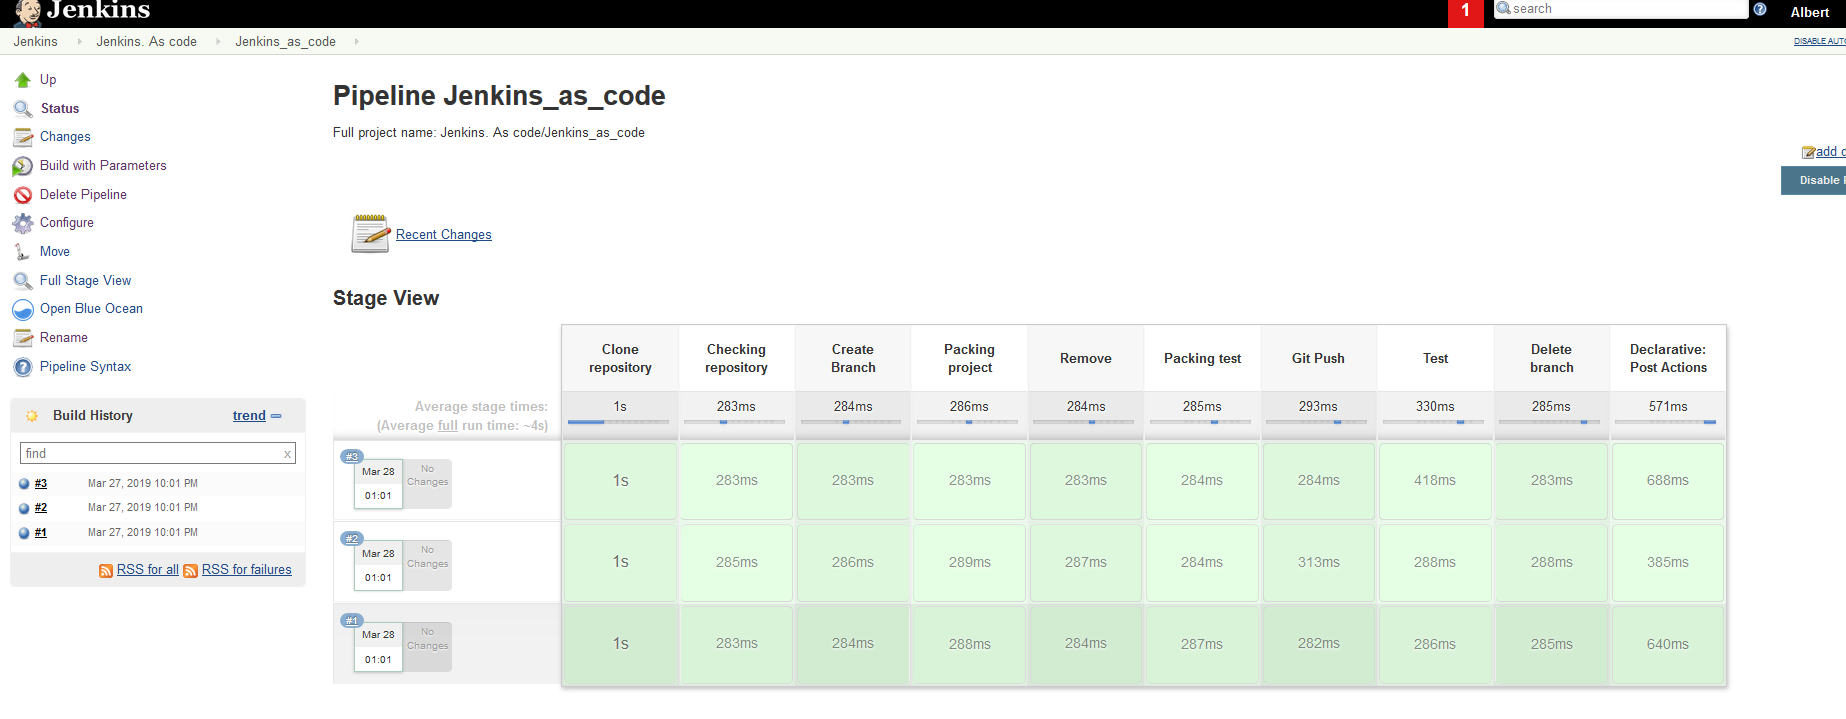 Jenkins
1
search
Albert
Jenkins
Jenkins. As code
Jenkins_as_code
DISABLE AUTO
Up
Status
Changes
Build with Parameters
Delete Pipeline
Configure
Move
Full Stage View
Open Blue Ocean
Rename
Pipeline Syntax
Build History
trend
find
x
#3 Mar 27, 2019 10:01 PM
#2 Mar 27, 2019 10:01 PM
#1 Mar 27, 2019 10:01 PM
RSS for all RSS for failures
Pipeline Jenkins_as_code
Full project name: Jenkins. As code/Jenkins_as_code
add
Disable
Recent Changes
Stage View
Clone repository
Checking repository
Create Branch
Packing project
Remove
Packing test
Git Push
Test
Delete branch
Declarative: Post Actions
Average stage times:
(Average full run time: ~4s)
1s 283ms 284ms 286ms 284ms 285ms 293ms 330ms 285ms 571ms
#3
Mar 28
01:01
No
Changes
1s 283ms 283ms 283ms 283ms 284ms 284ms 418ms 283ms 688ms
#2
Mar 28
01:01
No
Changes
1s 285ms 286ms 289ms 287ms 284ms 313ms 288ms 288ms 385ms
#1
Mar 28
01:01
No
Changes
1s 283ms 284ms 288ms 284ms 287ms 282ms 286ms 285ms 640ms